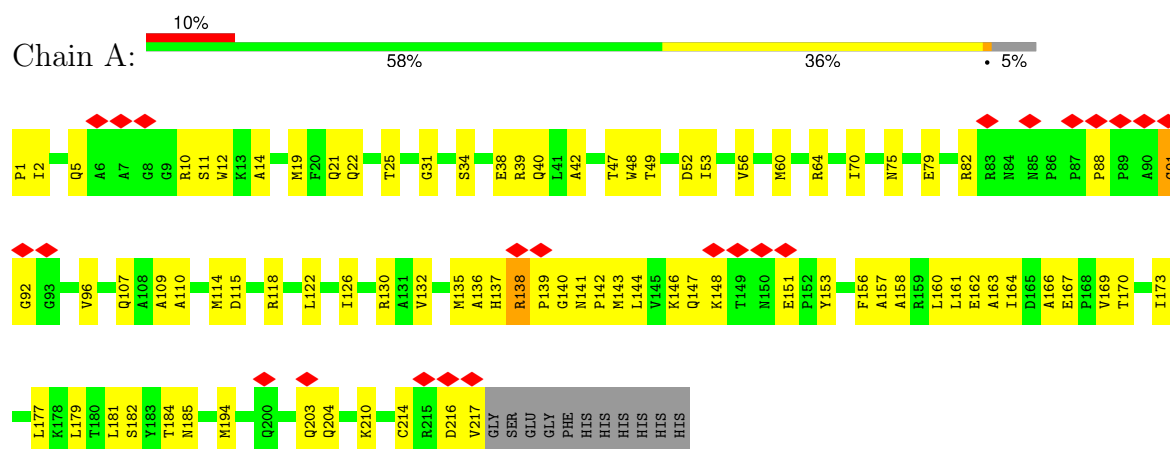 10%
Chain A:
58% 36% • 5%
P1 I2 Q5 A6 A7 G8 G9 R10 S11 W12 K13 A14 M19 F20 Q21 Q22 T25 G31 S34 E38 R39 Q40 L41 A42 T47 W48 T49 D52 I53 V56 M60 R64 I70 N75 E79 R82 R83 N84 N85 P86 P87 P88 P89 A90 G91
G92 G93 V96 Q107 A108 A109 A110 M114 D115 R118 L122 I126 R130 A131 V132 M135 A136 H137 R138 P139 G140 N141 P142 M143 L144 V145 K146 Q147 K148 T149 N150 E151 P152 Y153 F156 A157 A158 R159 L160 L161 E162 A163 I164 D165 A166 E167 P168 V169 T170 I173
L177 K178 L179 T180 L181 S182 Y183 T184 N185 M194 Q200 Q203 Q204 K210 C214 R215 D216 V217 GLY SER GLU GLY PHE HIS HIS HIS HIS HIS HIS